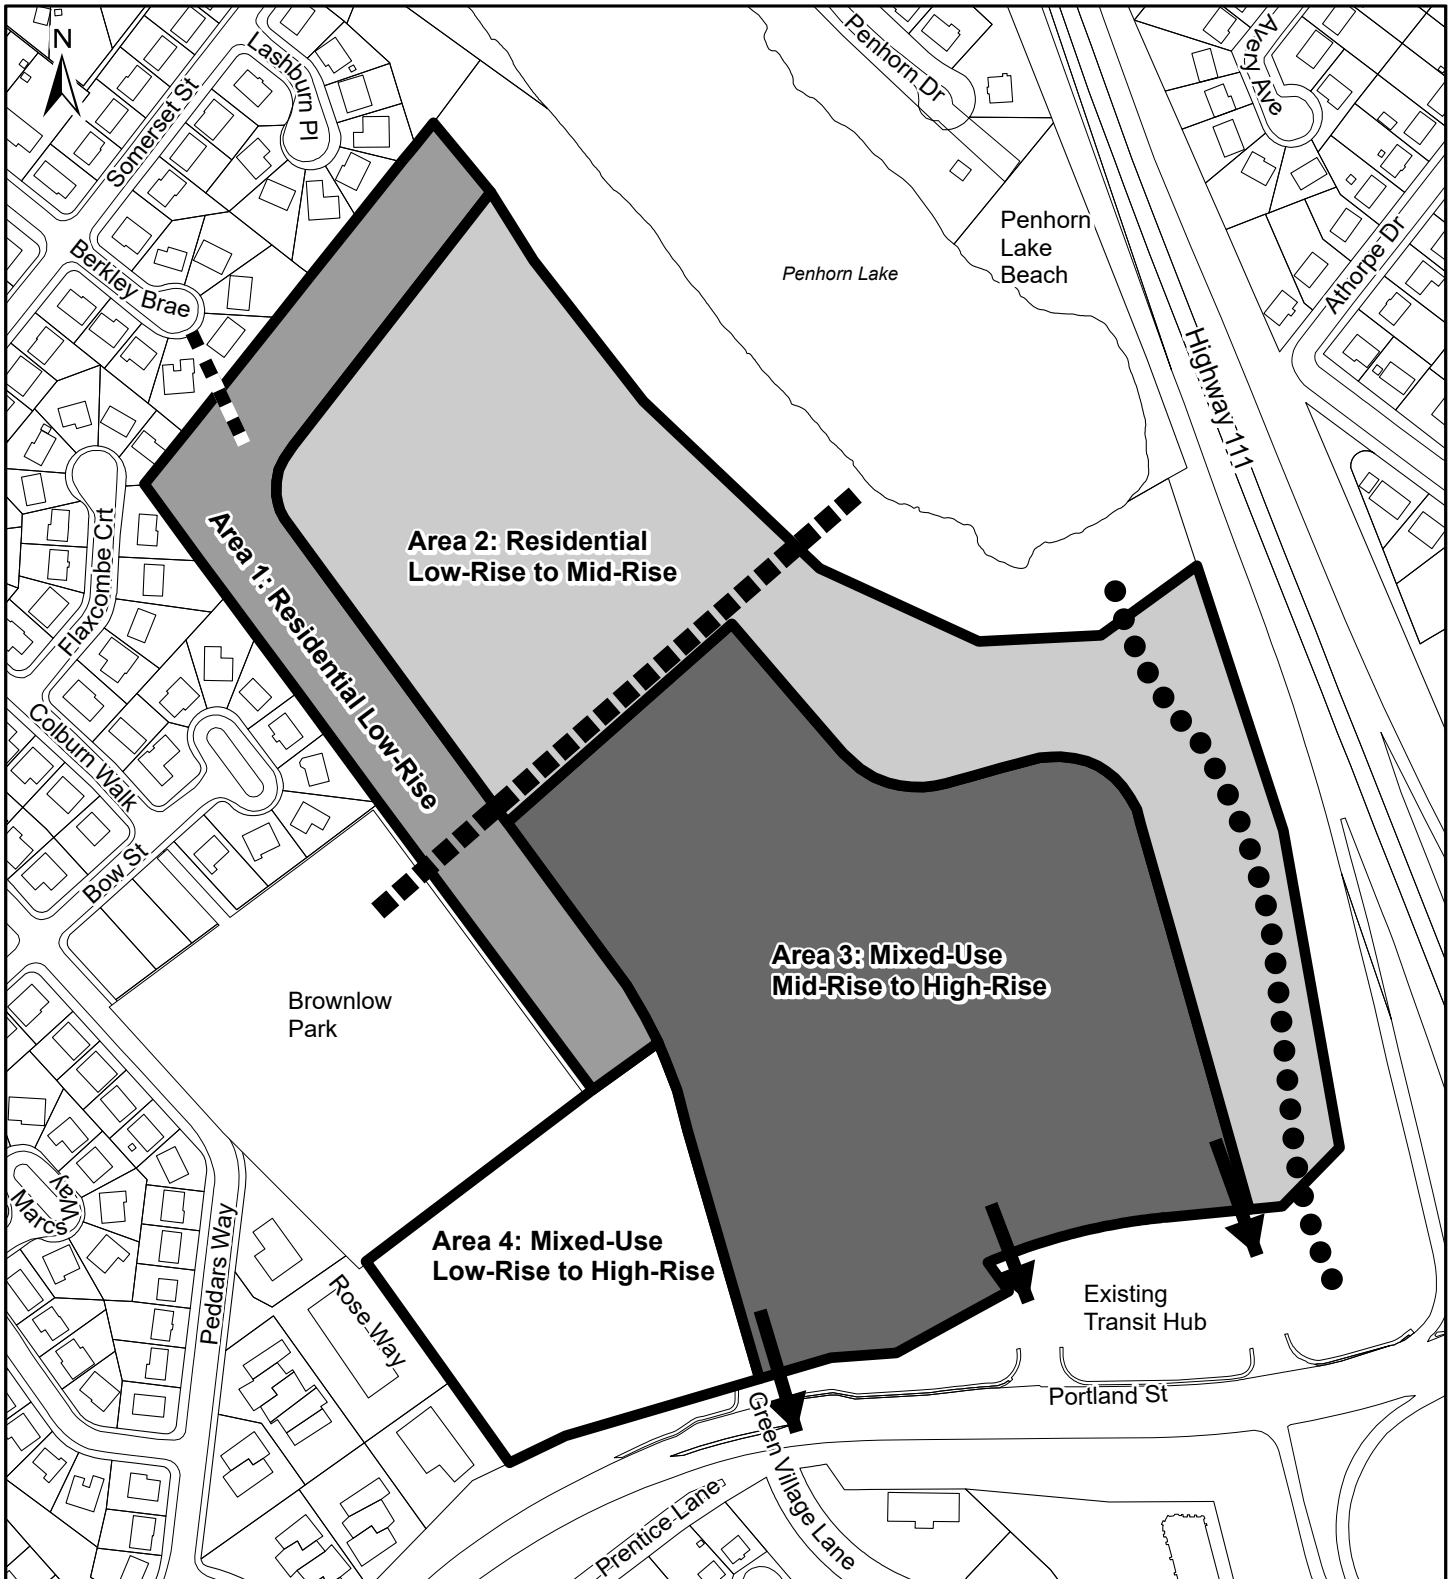 N
Lashburn Pl
Penhorn Dr
Avery Ave
Somerset St
Penhorn
Lake
Beach
Penhorn Lake
Athorpe Dr
Berkley Brae
Highway 111
Area 2: Residential
Low-Rise to Mid-Rise
Area 1: Residential Low-Rise
Flaxcombe Crt
Colburn Walk
Bow St
Area 3: Mixed-Use
Mid-Rise to High-Rise
Brownlow
Park
Marcs
Way
Peddars Way
Area 4: Mixed-Use
Low-Rise to High-Rise
Rose Way
Existing
Transit Hub
Portland St
Green Village Lane
Prentice Lane